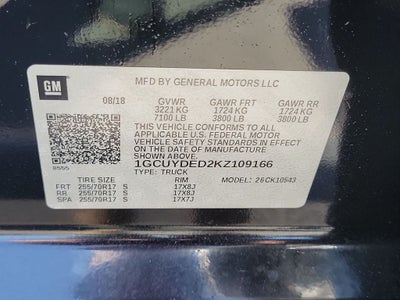 GM
MFD BY GENERAL MOTORS LLC
08/18 GVWR GAWR FRT GAWR RR
3221 KG 1724 KG 1724 KG
7100 LB 3800 LB 3800 LB
THIS VEHICLE CONFORMS TO ALL
APPLICABLE U.S. FEDERAL MOTOR
VEHICLE SAFETY STANDARDS IN
EFFECT ON THE DATE OF
MANUFACTURE SHOWN ABOVE.
1GCUYDED2KZ109166
TYPE: TRUCK MODEL: 26CK10543
TIRE SIZE RIM
FRT 255/70R17 S 17X8J
RR 255/70R17 S 17X8J
SPA 255/70R17 S 17X7J